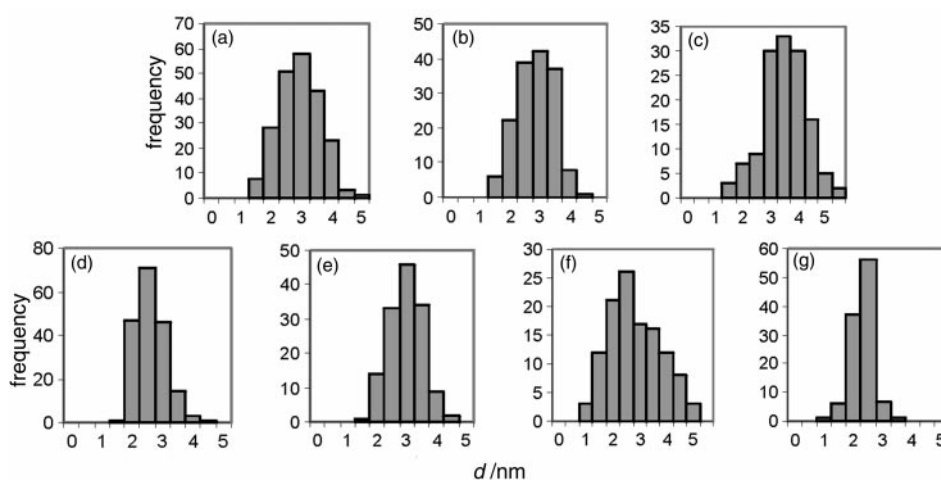 70 (a) 50 (b) 35 (c)
60 40 30
50 30 25
40 20 20
30 10 15
20 0 10
10 5
0 0
frequency
0 1 2 3 4 5 0 1 2 3 4 5 0 1 2 3 4 5
80 (d) 50 (e) 30 (f) 60 (g)
60 40 25 50
40 30 20 40
20 20 15 30
0 10 10 20
0 5 10
0 0
frequency
0 1 2 3 4 5 0 1 2 3 4 5 0 1 2 3 4 5 0 1 2 3 4 5
d /nm